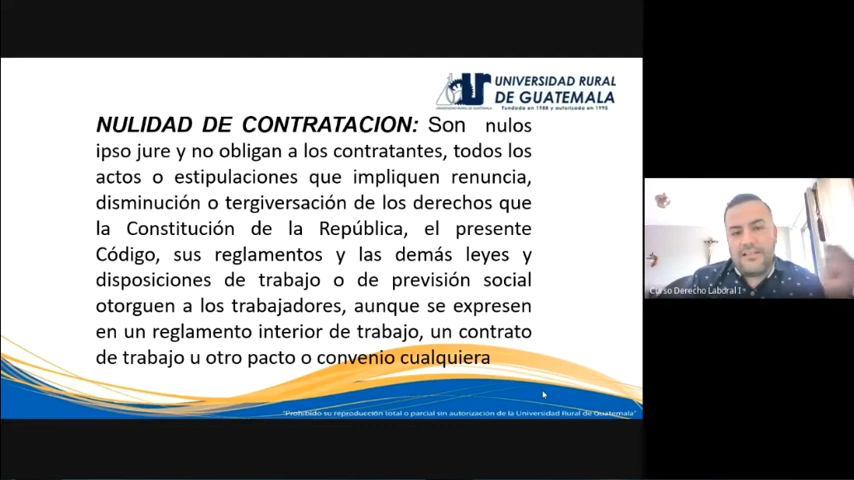 UNIVERSIDAD RURAL
DE GUATEMALA
Fundada en 1988 y autorizada en 1995
NULIDAD DE CONTRATACION: Son nulos
ipso jure y no obligan a los contratantes, todos los
actos o estipulaciones que impliquen renuncia,
disminución o tergiversación de los derechos que
la Constitución de la República, el presente
Código, sus reglamentos y las demás leyes y
disposiciones de trabajo o de previsión social
otorguen a los trabajadores, aunque se expresen
en un reglamento interior de trabajo, un contrato
de trabajo u otro pacto o convenio cualquiera
"Prohibido su reproducción total o parcial sin autorización de la Universidad Rural de Guatemala"
Curso Derecho Laboral I